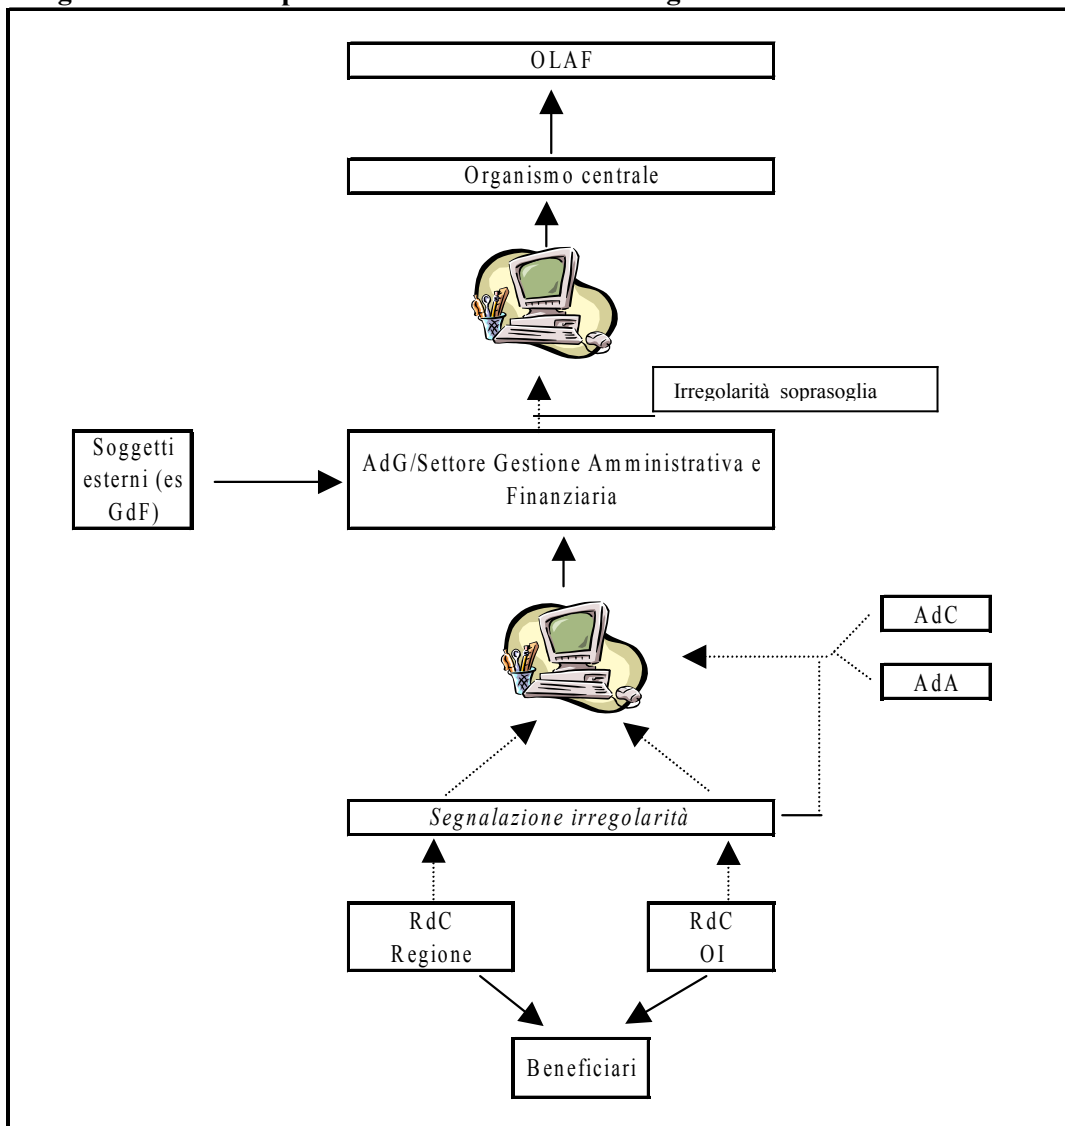 OLAF
Organismo centrale
Irregolarità soprasoglia
Soggetti
esterni (es
GdF)
AdG/Settore Gestione Amministrativa e
Finanziaria
AdC
AdA
Segnalazione irregolarità
RdC
Regione
RdC
OI
Beneficiari